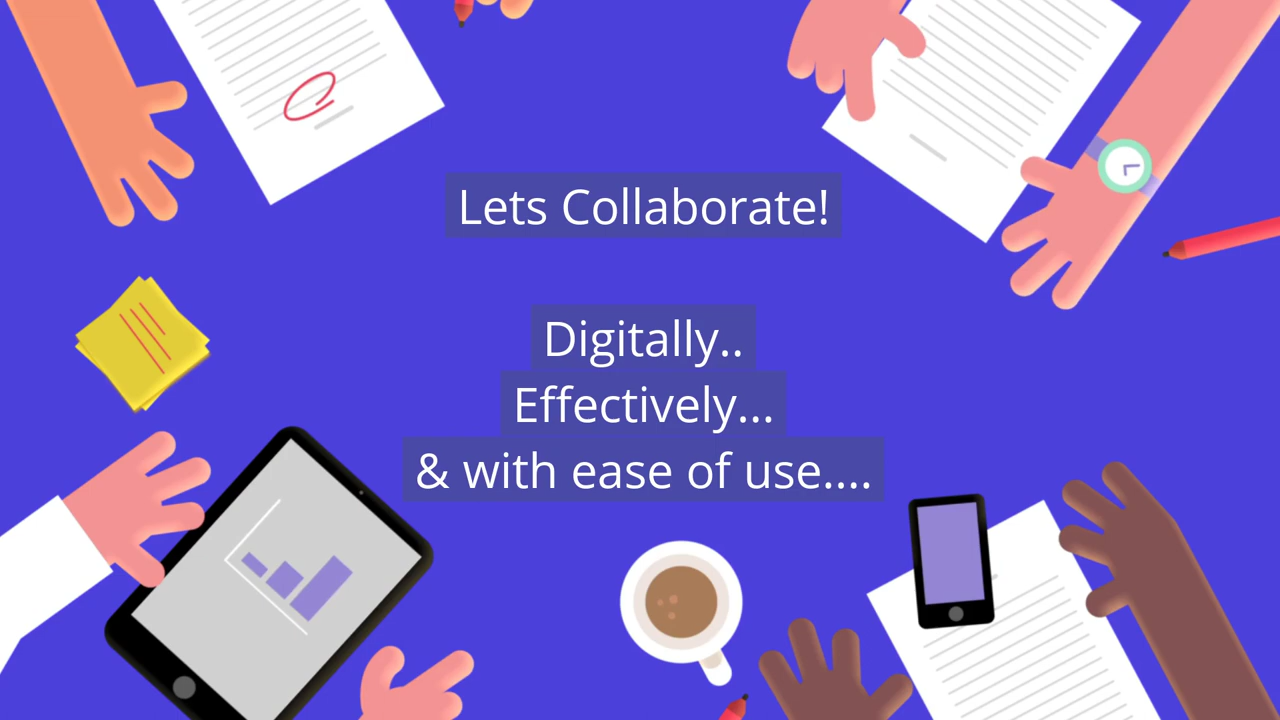 Lets Collaborate!
Digitally..
Effectively...
& with ease of use....